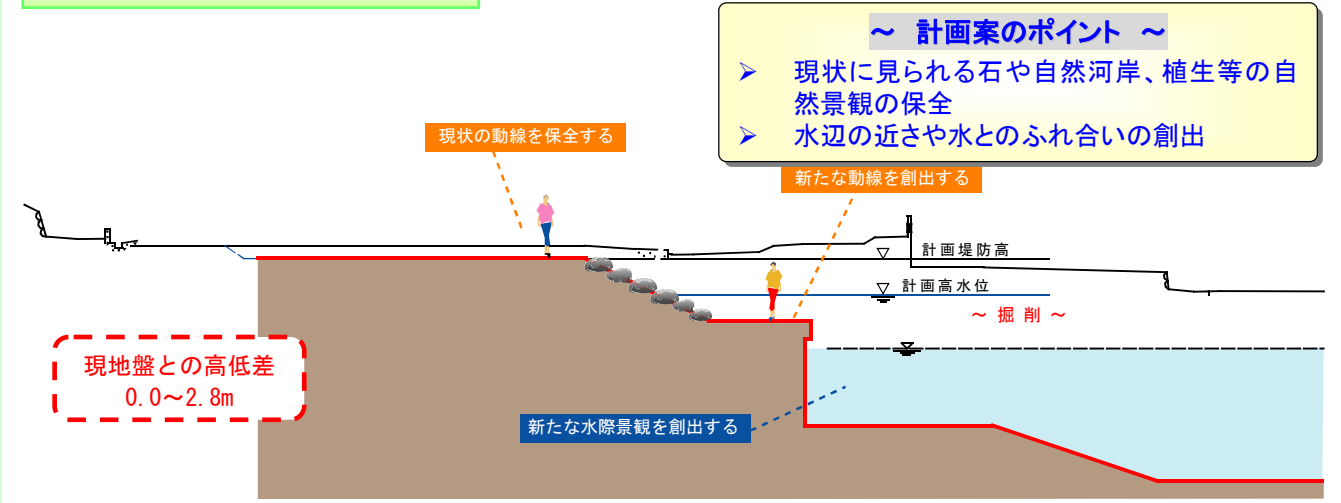 ～ 計画案のポイント ～
➢ 現状に見られる石や自然河岸、植生等の自
然景観の保全
➢ 水辺の近さや水とのふれ合いの創出
現状の動線を保全する
新たな動線を創出する
計画堤防高
計画高水位
～ 掘 削 ～
現地盤との高低差
0.0～2.8m
新たな水際景観を創出する